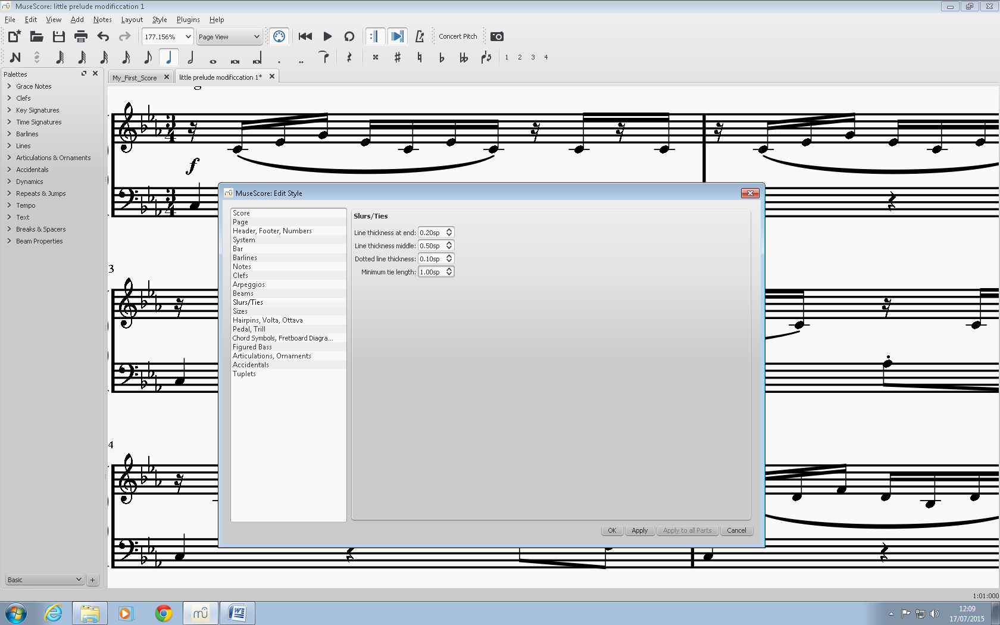 MuseScore: little prelude modificcation 1
File Edit View Add Notes Layout Style Plugins Help
177.156% Page View Concert Pitch
1 2 3 4
Palettes
My_First_Score
little prelude modificcation 1*
Grace Notes
Clefs
Key Signatures
Time Signatures
Barlines
Lines
Articulations & Ornaments
Accidentals
Dynamics
Repeats & Jumps
Tempo
Text
Breaks & Spacers
Beam Properties
Basic
+
3
4
f
3
4
3
4
MuseScore: Edit Style
Score
Page
Header, Footer, Numbers
System
Bar
Barlines
Notes
Clefs
Arpeggios
Beams
Slurs/Ties
Sizes
Hairpins, Volta, Ottava
Pedal, Trill
Chord Symbols, Fretboard Diagra...
Figured Bass
Articulations, Ornaments
Accidentals
Tuplets
Slurs/Ties
Line thickness at end: 0.20sp
Line thickness middle: 0.50sp
Dotted line thickness: 0.10sp
Minimum tie length: 1.00sp
OK Apply Apply to all Parts Cancel
1:01:000
12:09
17/07/2015